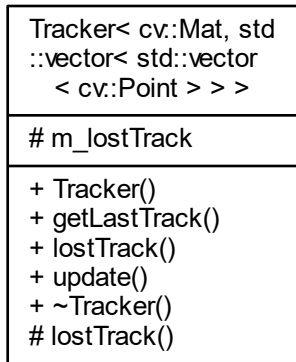 Tracker< cv::Mat, std
::vector< std::vector
< cv::Point > > >
# m_lostTrack
+ Tracker()
+ getLastTrack()
+ lostTrack()
+ update()
+ ~Tracker()
# lostTrack()